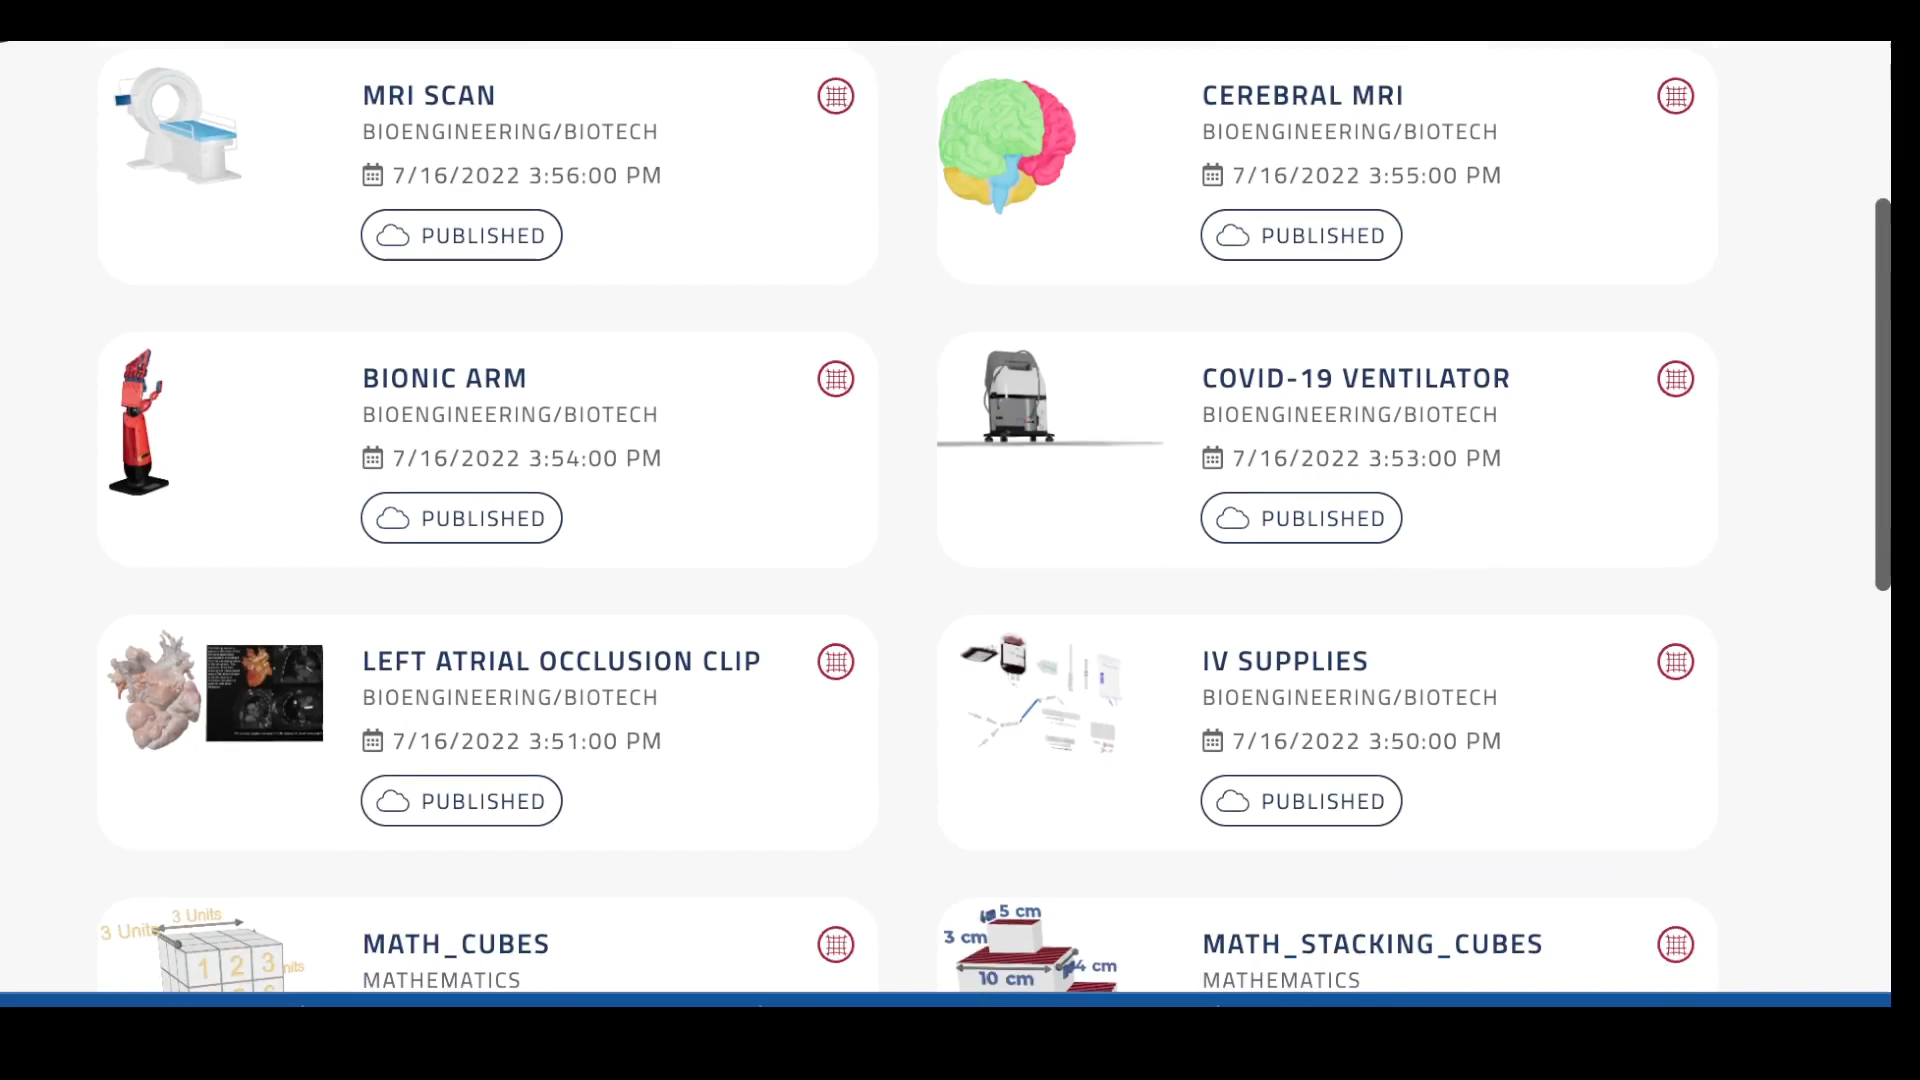 MRI SCAN
BIOENGINEERING/BIOTECH
7/16/2022 3:56:00 PM
PUBLISHED
CEREBRAL MRI
BIOENGINEERING/BIOTECH
7/16/2022 3:55:00 PM
PUBLISHED
BIONIC ARM
BIOENGINEERING/BIOTECH
7/16/2022 3:54:00 PM
PUBLISHED
COVID-19 VENTILATOR
BIOENGINEERING/BIOTECH
7/16/2022 3:53:00 PM
PUBLISHED
LEFT ATRIAL OCCLUSION CLIP
BIOENGINEERING/BIOTECH
7/16/2022 3:51:00 PM
PUBLISHED
IV SUPPLIES
BIOENGINEERING/BIOTECH
7/16/2022 3:50:00 PM
PUBLISHED
3 Units
3 Units
1 2 3
MATH_CUBES
MATHEMATICS
5 cm
3 cm
4 cm
10 cm
MATH_STACKING_CUBES
MATHEMATICS